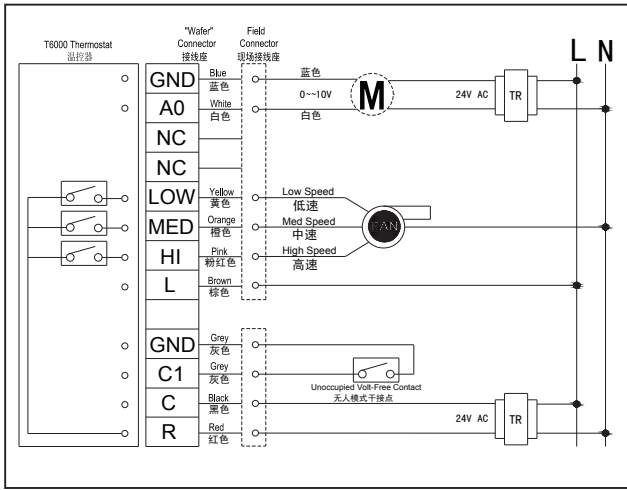 T6000 Thermostat
温控器
"Wafer"
Connector
接线座
Field
Connector
现场接线座
L N
GND
Blue
蓝色
蓝色
A0
White
白色
0~~10V
白色
M
24V AC
TR
NC
NC
LOW
Yellow
黄色
Low Speed
低速
MED
Orange
橙色
Med Speed
中速
FAN
HI
Pink
粉红色
High Speed
高速
L
Brown
棕色
GND
Grey
灰色
C1
Grey
灰色
Unoccupied Volt-Free Contact
无人模式干接点
C
Black
黑色
24V AC
TR
R
Red
红色